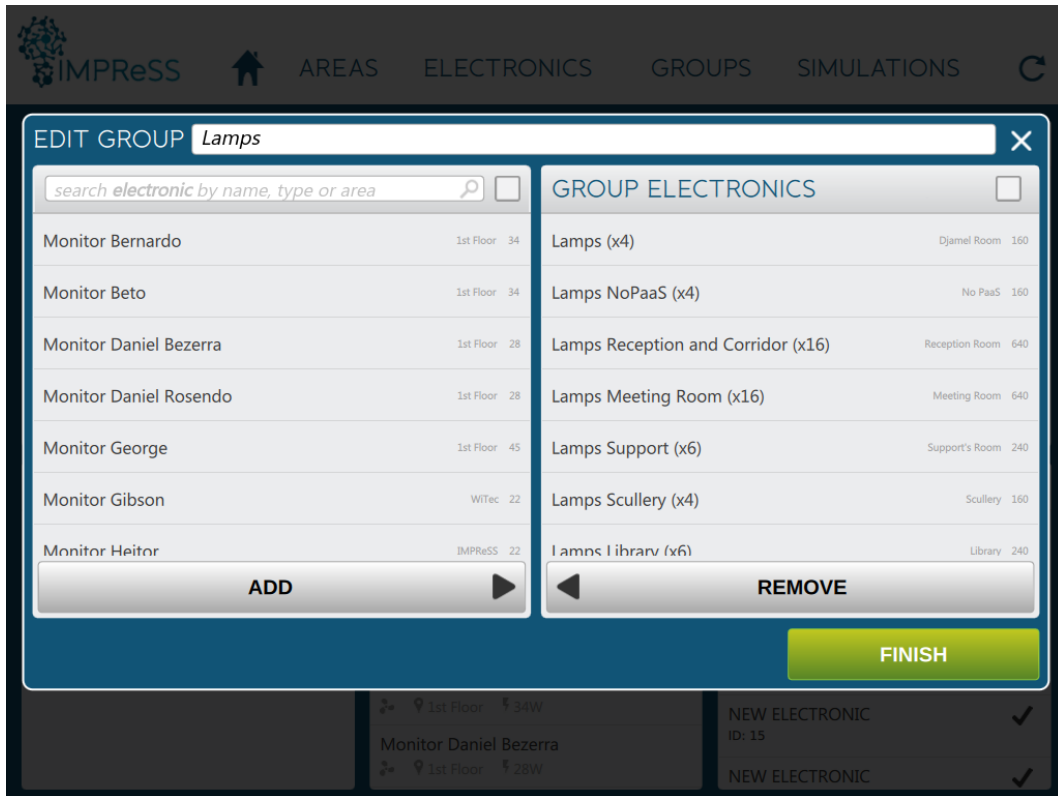 IMPReSS AREAS ELECTRONICS GROUPS SIMULATIONS
EDIT GROUP Lamps
search electronic by name, type or area
Monitor Bernardo 1st Floor 34
Monitor Beto 1st Floor 34
Monitor Daniel Bezerra 1st Floor 28
Monitor Daniel Rosendo 1st Floor 28
Monitor George 1st Floor 45
Monitor Gibson WiTec 22
Monitor Heitor IMPReSS 22
ADD
GROUP ELECTRONICS
Lamps (x4) Djamel Room 160
Lamps NoPaaS (x4) No PaaS 160
Lamps Reception and Corridor (x16) Reception Room 640
Lamps Meeting Room (x16) Meeting Room 640
Lamps Support (x6) Support's Room 240
Lamps Scullery (x4) Scullery 160
Lamps Library (x6) Library 240
REMOVE
FINISH
1st Floor 34W
Monitor Daniel Bezerra
1st Floor 28W
NEW ELECTRONIC
ID: 15
NEW ELECTRONIC